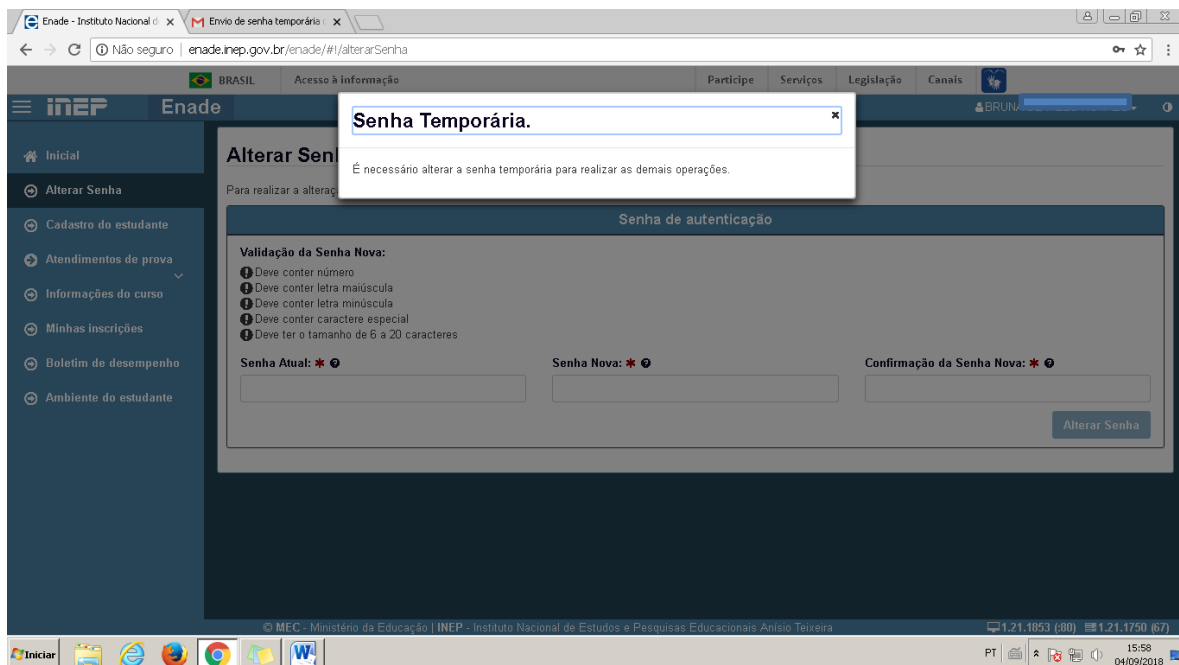 Enade - Instituto Nacional d
Envio de senha temporária
Não seguro | enade.inep.gov.br/enade/#!/alterarSenha
BRASIL Acesso à informação Participe Serviços Legislação Canais
inep Enade BRUNA
Senha Temporária.
É necessário alterar a senha temporária para realizar as demais operações.
Inicial
Alterar Senha
Cadastro do estudante
Atendimentos de prova
Informações do curso
Minhas inscrições
Boletim de desempenho
Ambiente do estudante
Alterar Sen
Para realizar a alteraç
Senha de autenticação
Validação da Senha Nova:
Deve conter número
Deve conter letra maiúscula
Deve conter letra minúscula
Deve conter caractere especial
Deve ter o tamanho de 6 a 20 caracteres
Senha Atual: * Senha Nova: * Confirmação da Senha Nova: *
Alterar Senha
© MEC - Ministério da Educação | INEP - Instituto Nacional de Estudos e Pesquisas Educacionais Anísio Teixeira 1.21.1853 (:80) 1.21.1750 (67)
Iniciar PT 15:58
04/09/2018